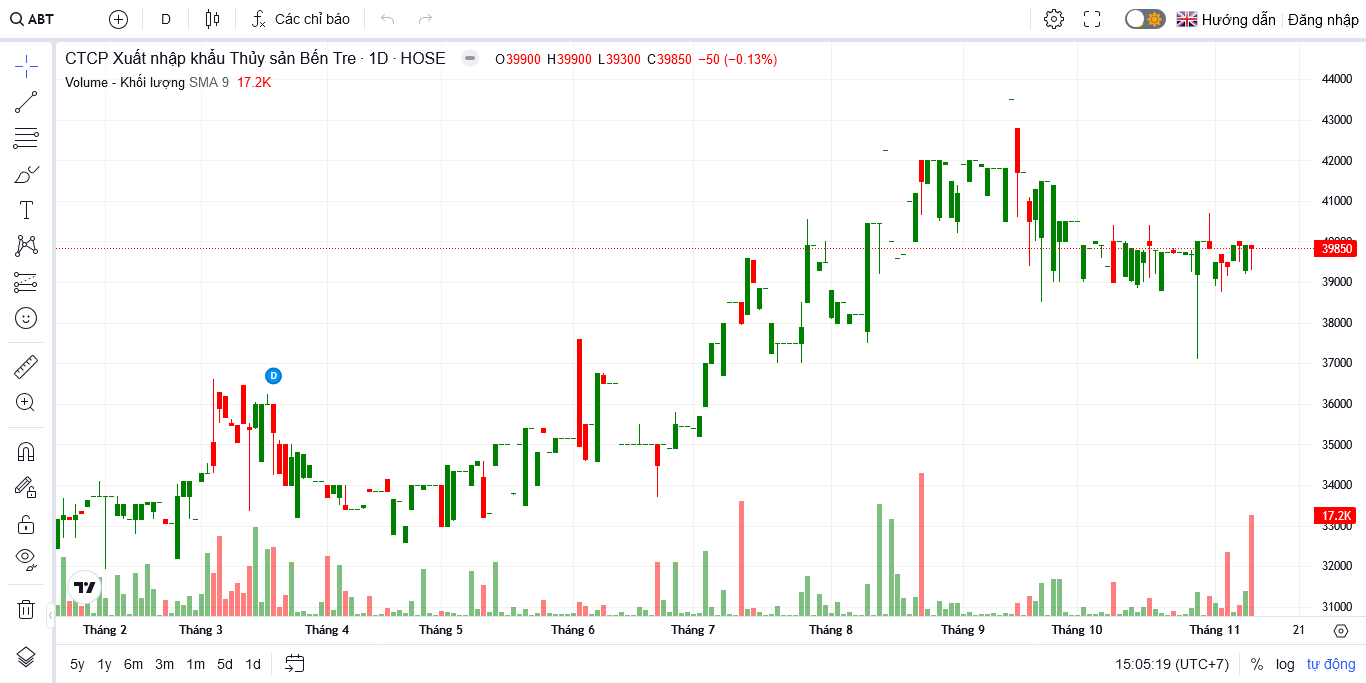 ABT D Các chỉ báo Hướng dẫn Đăng nhập
CTCP Xuất nhập khẩu Thủy sản Bến Tre · 1D · HOSE O39900 H39900 L39300 C39850 −50 (−0.13%)
Volume - Khối lượng SMA 9 17.2K
44000
43000
42000
41000
40000
39850
39000
38000
37000
D
36000
35000
34000
17.2K
33000
32000
31000
Tháng 2 Tháng 3 Tháng 4 Tháng 5 Tháng 6 Tháng 7 Tháng 8 Tháng 9 Tháng 10 Tháng 11 21
5y 1y 6m 3m 1m 5d 1d 15:05:19 (UTC+7) % log tự động